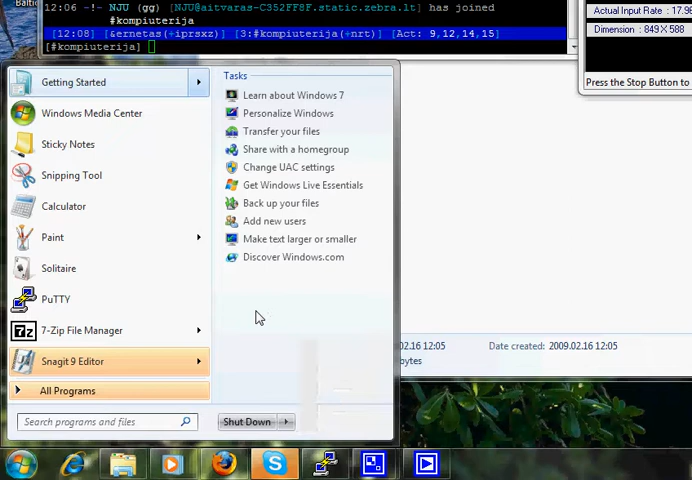 12:06 -!- NJU (gg) [NJU@aitvaras-C352FF8F.static.zebra.lt] has joined
#kompiuterija
[12:08] [&ernetas(+iprsxz)] [3:#kompiuterija(+nrt)] [Act: 9,12,14,15]
[#kompiuterija]
Actual Input Rate : 17.98
Dimension : 849 X 588
Press the Stop Button to
Getting Started
Windows Media Center
Sticky Notes
Snipping Tool
Calculator
Paint
Solitaire
PuTTY
7z 7-Zip File Manager
Snagit 9 Editor
All Programs
Search programs and files
Tasks
Learn about Windows 7
Personalize Windows
Transfer your files
Share with a homegroup
Change UAC settings
Get Windows Live Essentials
Back up your files
Add new users
Make text larger or smaller
Discover Windows.com
Shut Down
.02.16 12:05
Date created: 2009.02.16 12:05
bytes